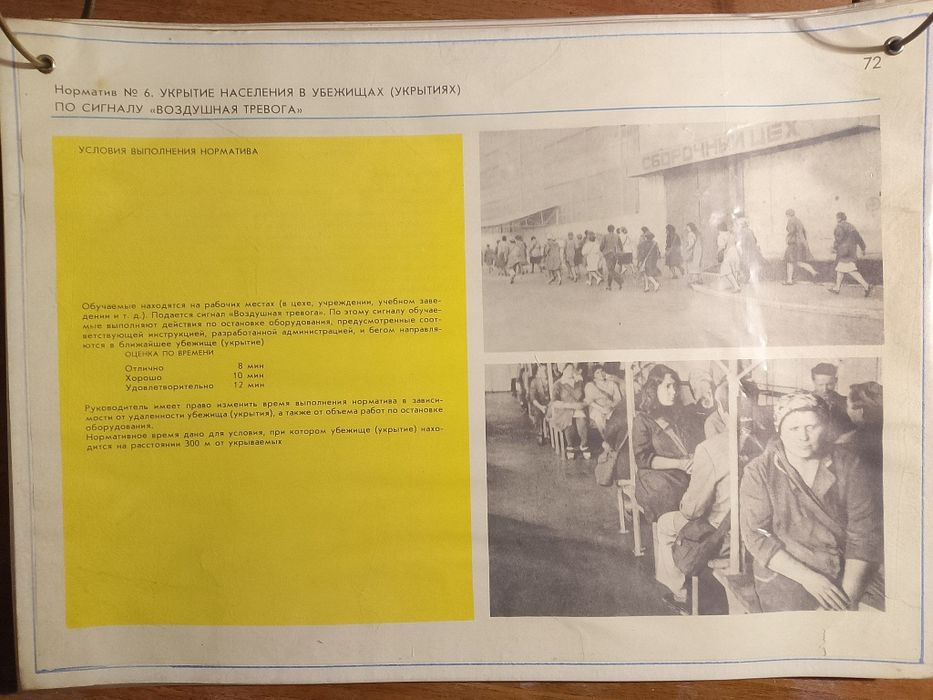 72
Норматив № 6. УКРЫТИЕ НАСЕЛЕНИЯ В УБЕЖИЩАХ (УКРЫТИЯХ)
ПО СИГНАЛУ «ВОЗДУШНАЯ ТРЕВОГА»
УСЛОВИЯ ВЫПОЛНЕНИЯ НОРМАТИВА
Обучаемые находятся на рабочих местах (в цехе, учреждении, учебном заве-
дении и т. д.). Подается сигнал «Воздушная тревога». По этому сигналу обучае-
мые выполняют действия по остановке оборудования, предусмотренные соот-
ветствующей инструкцией, разработанной администрацией, и бегом направля-
ются в ближайшее убежище (укрытие)
ОЦЕНКА ПО ВРЕМЕНИ
Отлично 8 мин
Хорошо 10 мин
Удовлетворительно 12 мин
Руководитель имеет право изменить время выполнения норматива в зависи-
мости от удаленности убежища (укрытия), а также от объема работ по остановке
оборудования.
Нормативное время дано для условия, при котором убежище (укрытие) нахо-
дится на расстоянии 300 м от укрываемых
СБОРОЧНЫЙ ЦЕХ